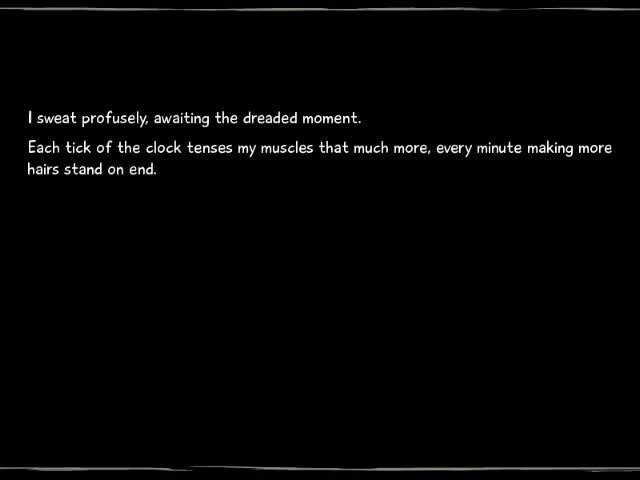 I sweat profusely, awaiting the dreaded moment.
Each tick of the clock tenses my muscles that much more, every minute making more
hairs stand on end.